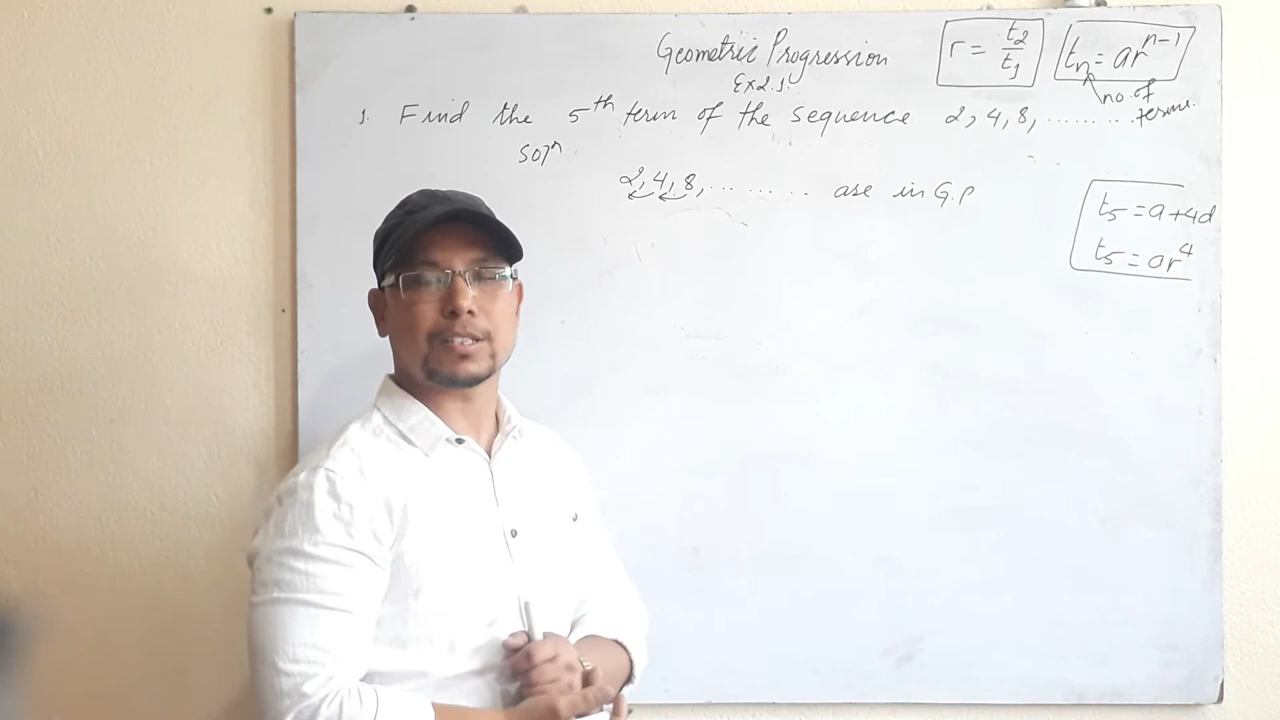 Geometric Progression
Ex 2.1.
r = t2/t1
tn = ar^n-1
no. of terms.
1. Find the 5th term of the sequence 2, 4, 8, ...........
Sol^n
2, 4, 8, ........... are in G.P
t5 = a+4d
t5 = ar^4